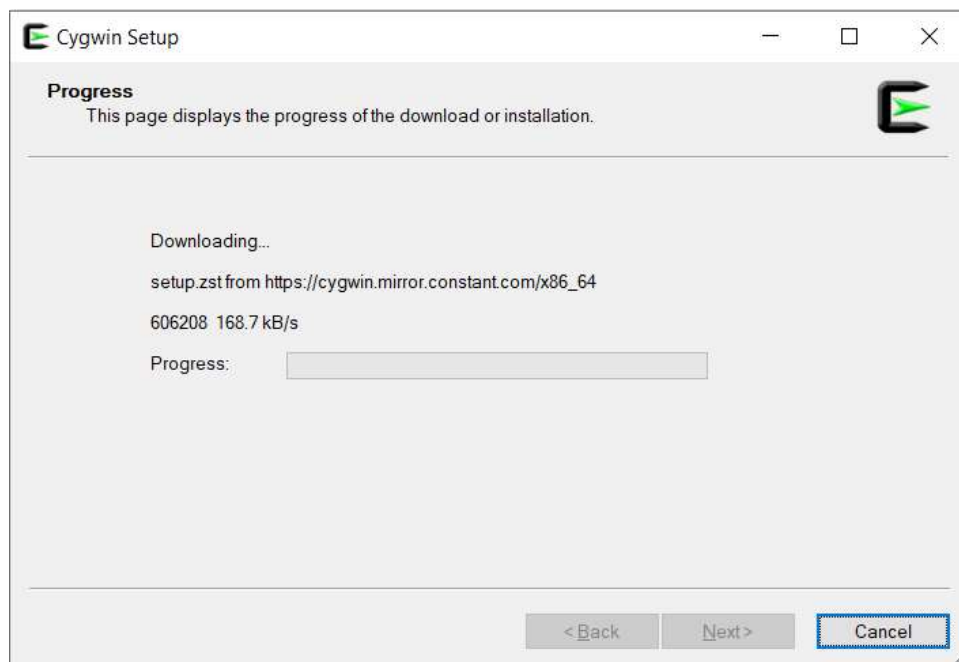 Cygwin Setup
Progress
This page displays the progress of the download or installation.
Downloading...
setup.zst from https://cygwin.mirror.constant.com/x86_64
606208 168.7 kB/s
Progress:
< Back
Next >
Cancel